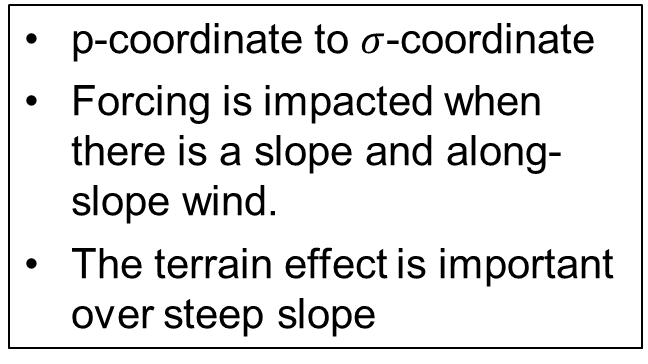 • p-coordinate to 𝜎-coordinate
• Forcing is impacted when
there is a slope and along-
slope wind.
• The terrain effect is important
over steep slope